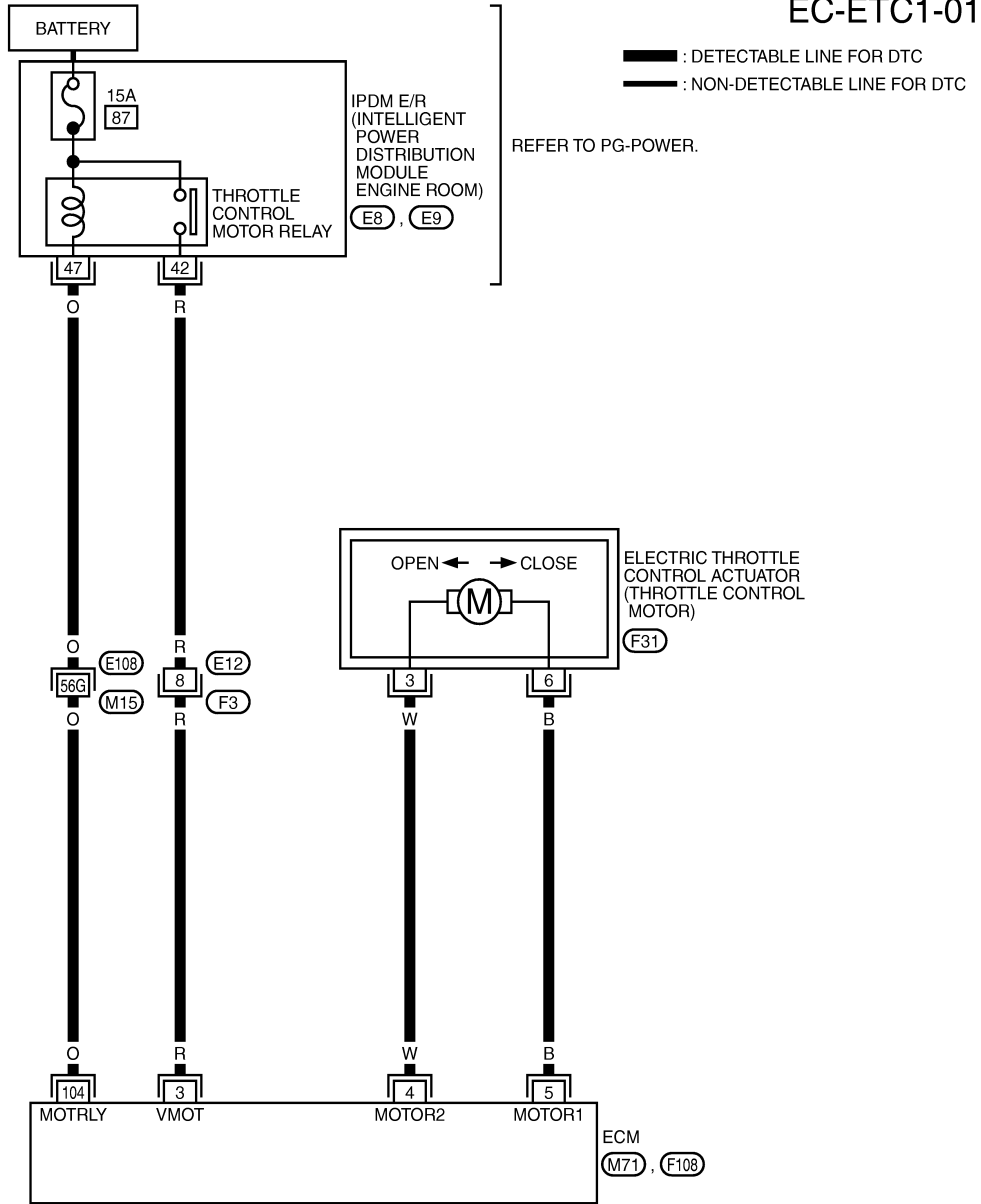 EC-ETC1-01
BATTERY
: DETECTABLE LINE FOR DTC
: NON-DETECTABLE LINE FOR DTC
15A
87
IPDM E/R
(INTELLIGENT
POWER
DISTRIBUTION
MODULE
ENGINE ROOM)
E8 , E9
REFER TO PG-POWER.
THROTTLE
CONTROL
MOTOR RELAY
47 42
O R
OPEN CLOSE
M
ELECTRIC THROTTLE
CONTROL ACTUATOR
(THROTTLE CONTROL
MOTOR)
F31
O R
E108 E12
56G 8 3 6
M15 F3
O R W B
O R W B
104 3 4 5
MOTRLY VMOT MOTOR2 MOTOR1
ECM
M71 , F108